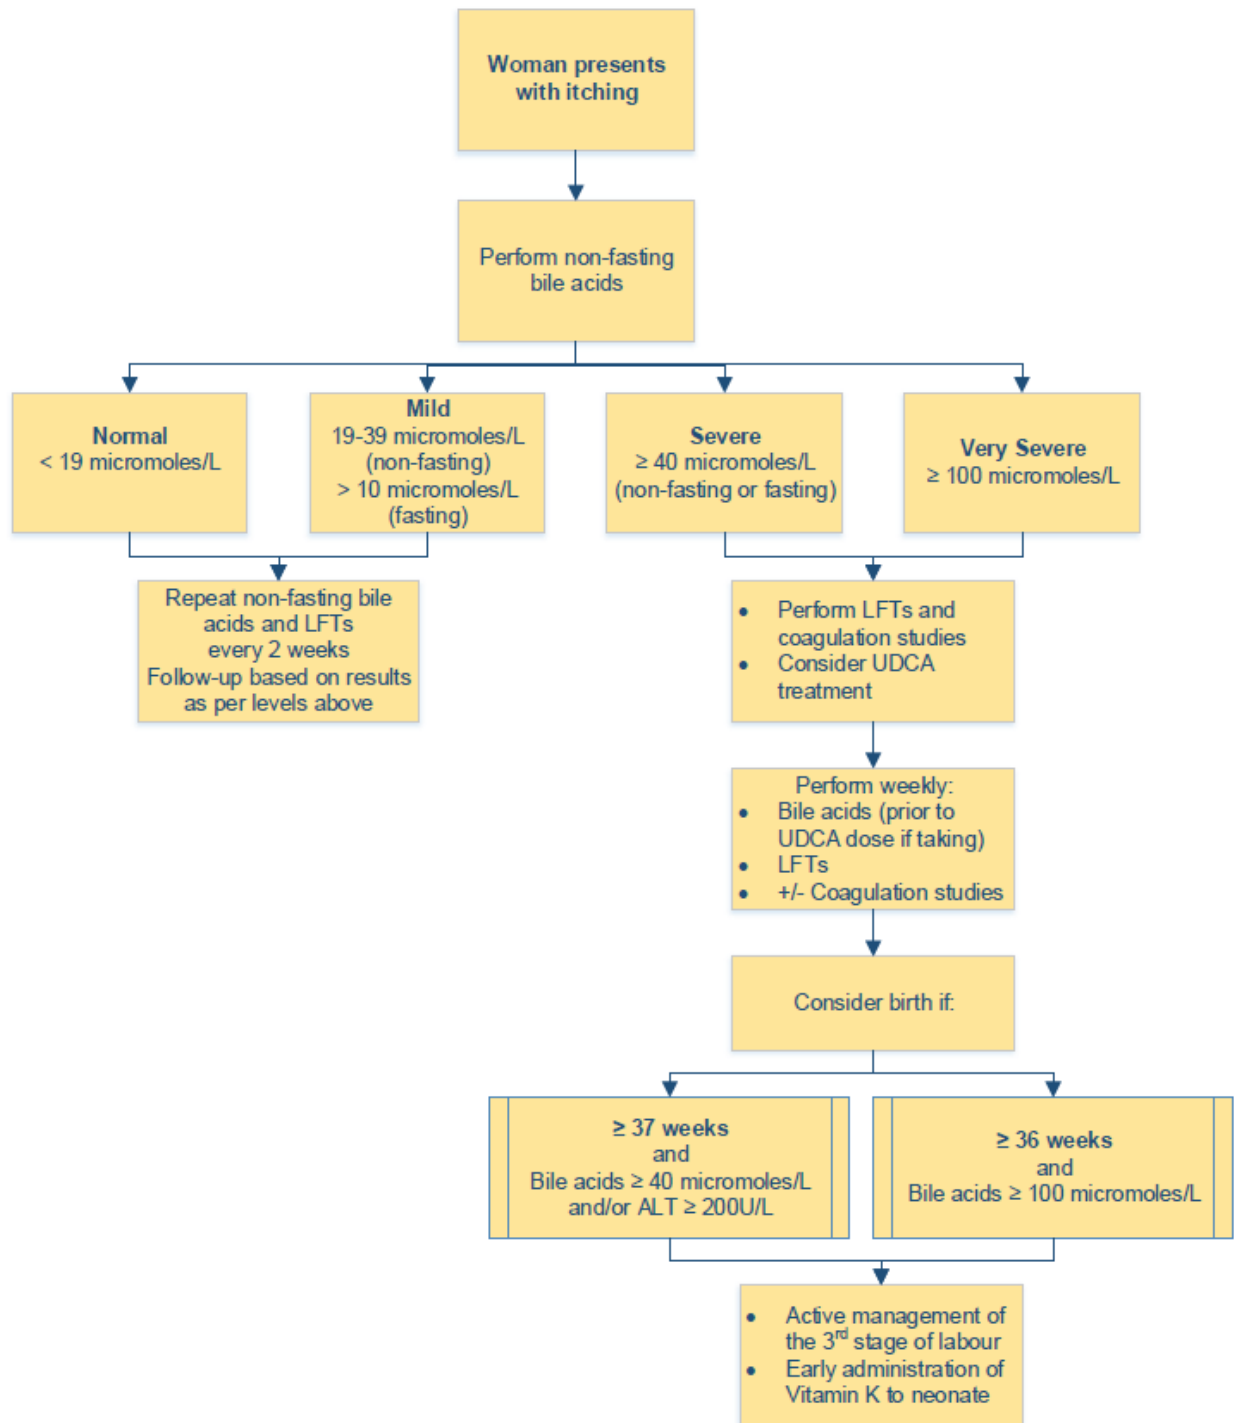 Woman presents
with itching
Perform non-fasting
bile acids
Normal
< 19 micromoles/L
Mild
19-39 micromoles/L
(non-fasting)
> 10 micromoles/L
(fasting)
Severe
≥ 40 micromoles/L
(non-fasting or fasting)
Very Severe
≥ 100 micromoles/L
Repeat non-fasting bile
acids and LFTs
every 2 weeks
Follow-up based on results
as per levels above
• Perform LFTs and
coagulation studies
• Consider UDCA
treatment
Perform weekly:
• Bile acids (prior to
UDCA dose if taking)
• LFTs
• +/- Coagulation studies
Consider birth if:
≥ 37 weeks
and
Bile acids ≥ 40 micromoles/L
and/or ALT ≥ 200U/L
≥ 36 weeks
and
Bile acids ≥ 100 micromoles/L
• Active management of
the 3rd stage of labour
• Early administration of
Vitamin K to neonate